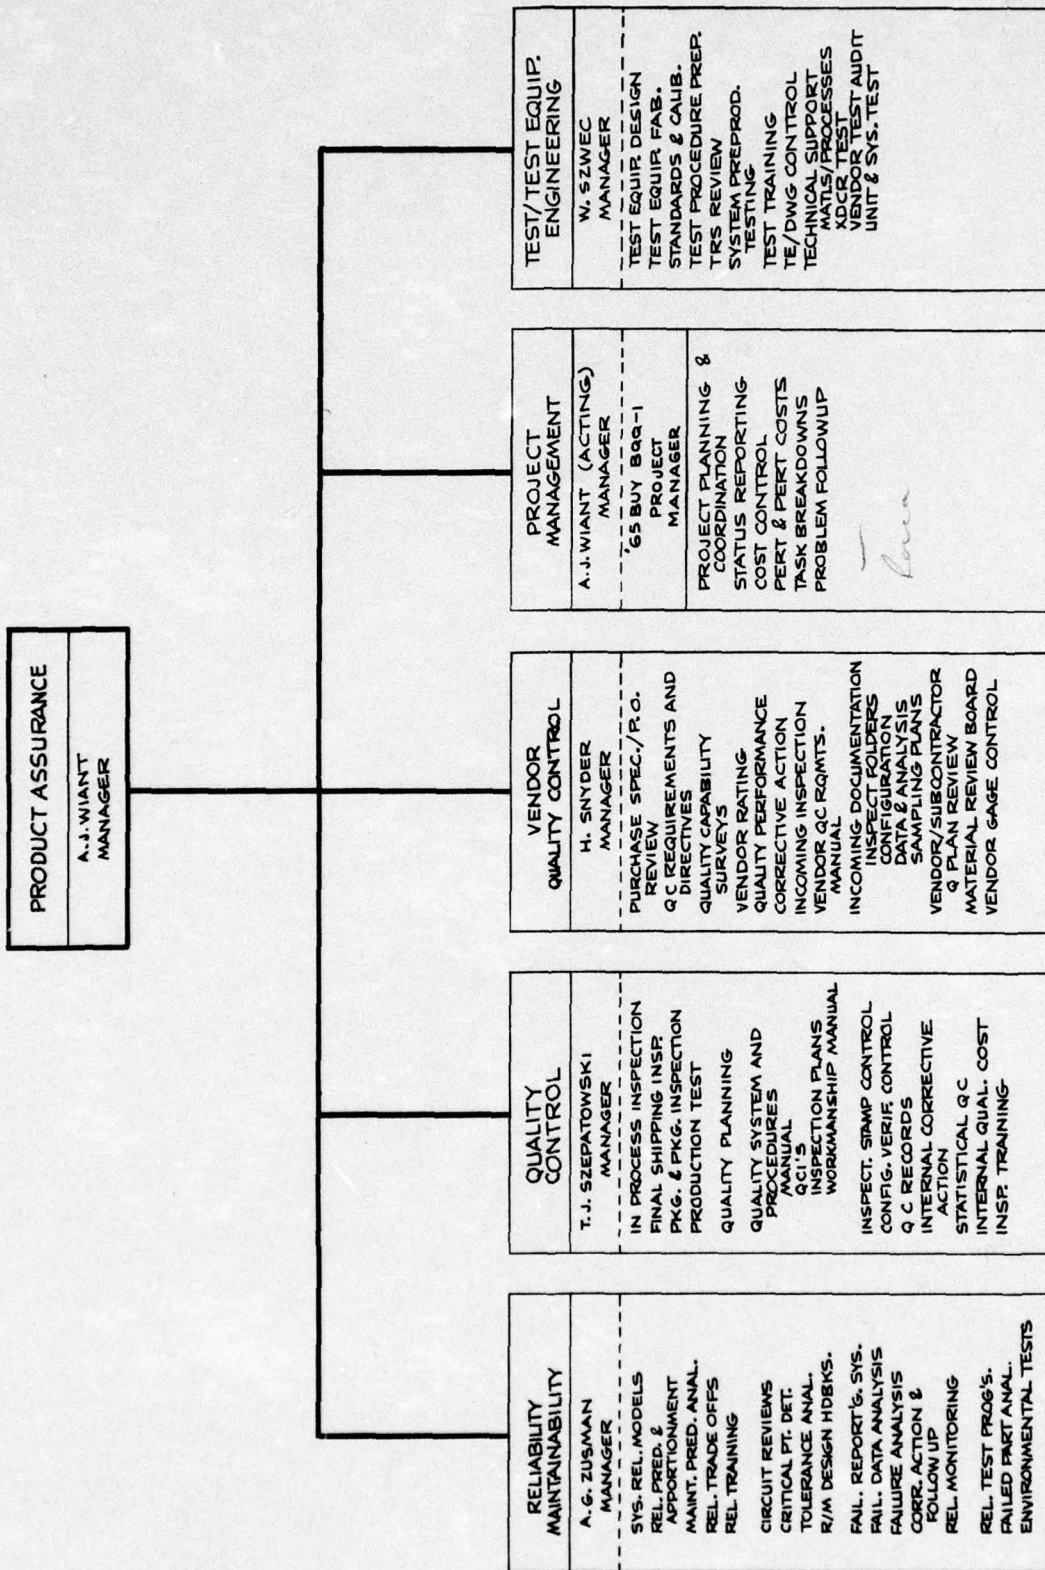 PRODUCT ASSURANCE
A.J. WIANT
MANAGER
RELIABILITY
MAINTAINABILITY
A.G. ZUSMAN
MANAGER
SYS. REL. MODELS
REL. PRED. &
APPORTIONMENT
MAINT. PRED. ANAL.
REL. TRADE OFFS
REL. TRAINING
CIRCUIT REVIEWS
CRITICAL PT. DET.
TOLERANCE ANAL.
R/M DESIGN HDBKS.
FAIL. REPORT'G. SYS.
FAIL. DATA ANALYSIS
FAILURE ANALYSIS
CORR. ACTION &
FOLLOW UP
REL. MONITORING
REL. TEST PROG'S.
FAILED PART ANAL.
ENVIRONMENTAL TESTS
QUALITY
CONTROL
T.J. SZEPATOWSKI
MANAGER
IN PROCESS INSPECTION
FINAL SHIPPING INSP.
PKG. & PKG. INSPECTION
PRODUCTION TEST
QUALITY PLANNING
QUALITY SYSTEM AND
PROCEDURES
MANUAL
QCI'S
INSPECTION PLANS
WORKMANSHIP MANUAL
INSPECT. STAMP CONTROL
CONFIG. VERIF. CONTROL
Q C RECORDS
INTERNAL CORRECTIVE
ACTION
STATISTICAL QC
INTERNAL QUAL. COST
INSP. TRAINING
VENDOR
QUALITY CONTROL
H. SNYDER
MANAGER
PURCHASE SPEC./P.O.
REVIEW
QC REQUIREMENTS AND
DIRECTIVES
QUALITY CAPABILITY
SURVEYS
VENDOR RATING
QUALITY PERFORMANCE
CORRECTIVE ACTION
INCOMING INSPECTION
VENDOR QC RQMTS.
MANUAL
INCOMING DOCUMENTATION
INSPECT FOLDERS
CONFIGURATION
DATA & ANALYSIS
SAMPLING PLANS
VENDOR/SUBCONTRACTOR
Q PLAN REVIEW
MATERIAL REVIEW BOARD
VENDOR GAGE CONTROL
PROJECT
MANAGEMENT
A.J. WIANT (ACTING)
MANAGER
'65 BUY BQQ-1
PROJECT
MANAGER
PROJECT PLANNING &
COORDINATION
STATUS REPORTING
COST CONTROL
PERT & PERT COSTS
TASK BREAKDOWNS
PROBLEM FOLLOWUP
TEST/TEST EQUIP.
ENGINEERING
W. SZWEC
MANAGER
TEST EQUIP. DESIGN
TEST EQUIP. FAB.
STANDARDS & CALIB.
TEST PROCEDURE PREP.
TRS REVIEW
SYSTEM PREPROD.
TESTING
TEST TRAINING
TE/DWG CONTROL
TECHNICAL SUPPORT
MATLS/PROCESSES
XDCR TEST
VENDOR TEST AUDIT
UNIT & SYS. TEST